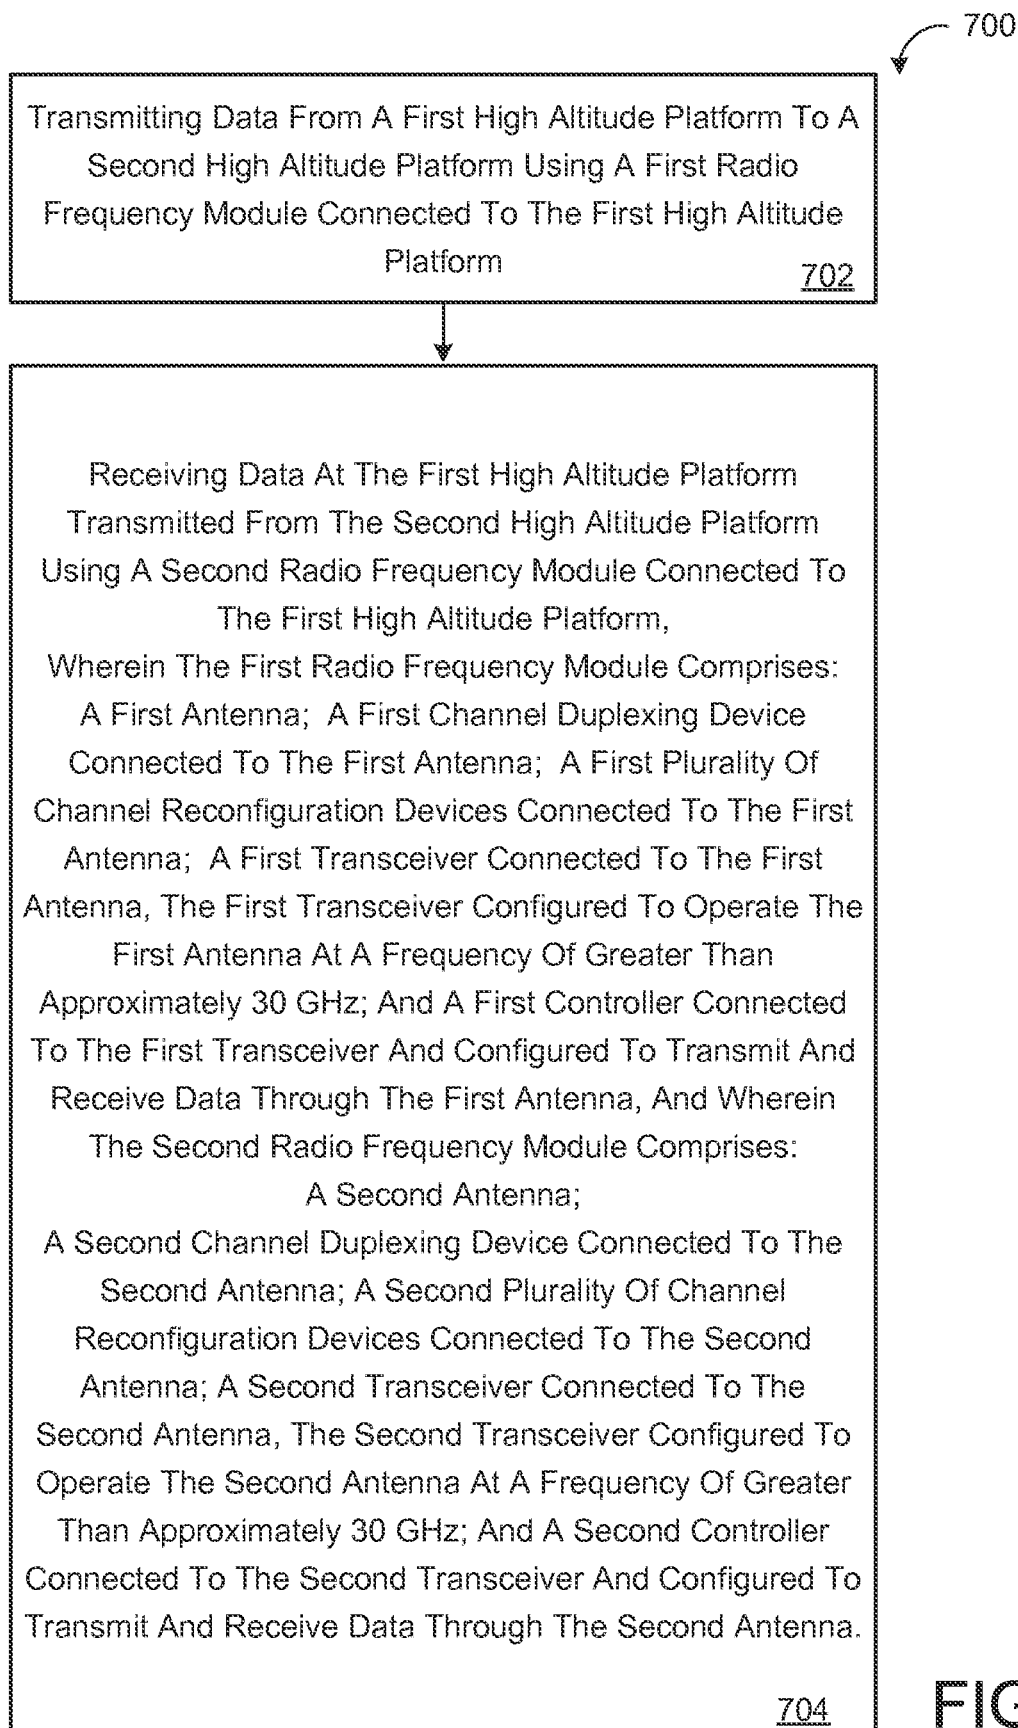 700
Transmitting Data From A First High Altitude Platform To A
Second High Altitude Platform Using A First Radio
Frequency Module Connected To The First High Altitude
Platform
702
Receiving Data At The First High Altitude Platform
Transmitted From The Second High Altitude Platform
Using A Second Radio Frequency Module Connected To
The First High Altitude Platform,
Wherein The First Radio Frequency Module Comprises:
A First Antenna; A First Channel Duplexing Device
Connected To The First Antenna; A First Plurality Of
Channel Reconfiguration Devices Connected To The First
Antenna; A First Transceiver Connected To The First
Antenna, The First Transceiver Configured To Operate The
First Antenna At A Frequency Of Greater Than
Approximately 30 GHz; And A First Controller Connected
To The First Transceiver And Configured To Transmit And
Receive Data Through The First Antenna, And Wherein
The Second Radio Frequency Module Comprises:
A Second Antenna;
A Second Channel Duplexing Device Connected To The
Second Antenna; A Second Plurality Of Channel
Reconfiguration Devices Connected To The Second
Antenna; A Second Transceiver Connected To The
Second Antenna, The Second Transceiver Configured To
Operate The Second Antenna At A Frequency Of Greater
Than Approximately 30 GHz; And A Second Controller
Connected To The Second Transceiver And Configured To
Transmit And Receive Data Through The Second Antenna.
704